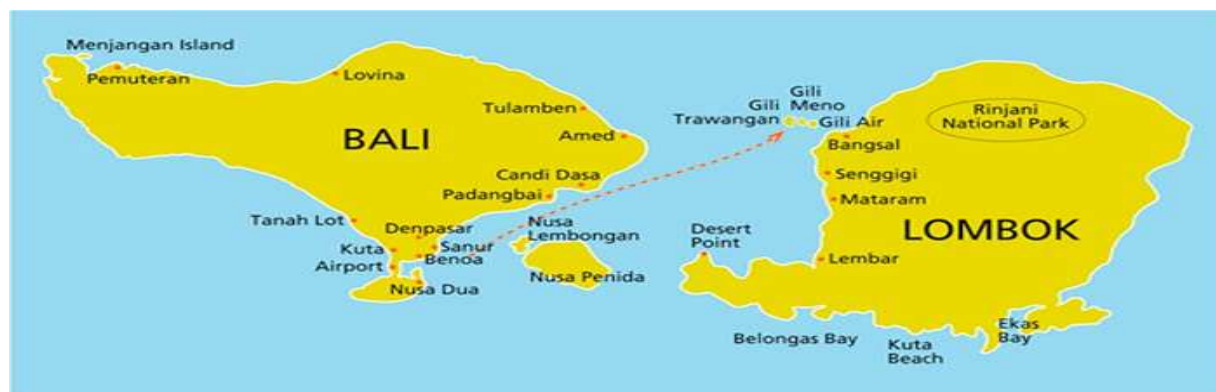 Menjangan Island
Pemuteran
Lovina
Tulamben
BALI
Amed
Candi Dasa
Padangbai
Tanah Lot
Denpasar
Kuta
Sanur
Airport
Benoa
Nusa Dua
Nusa
Lembongan
Nusa Penida
Gili
Trawangan
Gili
Meno
Gili Air
Bangsal
Rinjani
National Park
Senggigi
Mataram
LOMBOK
Desert
Point
Lembar
Belongas Bay
Kuta
Beach
Ekas
Bay